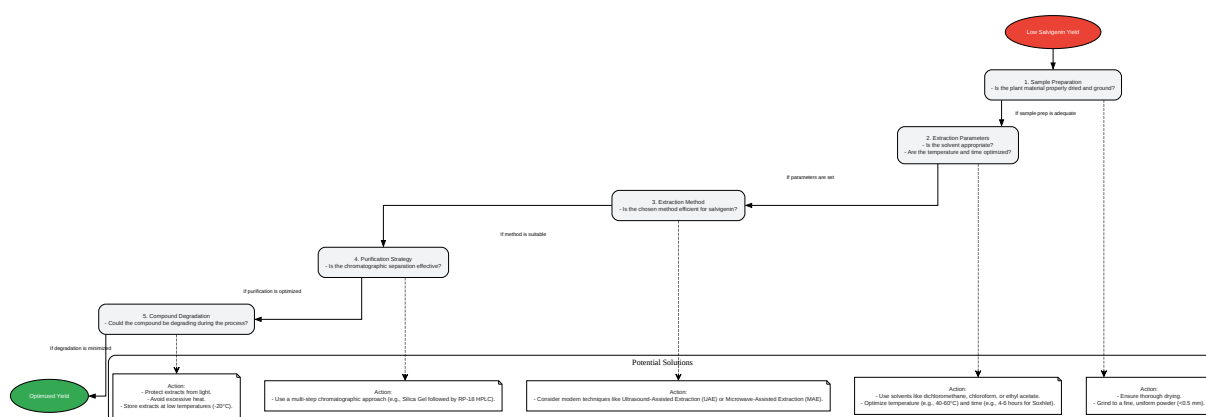 Low Salvigenin Yield
1. Sample Preparation
- Is the plant material properly dried and ground?
If sample prep is adequate
2. Extraction Parameters
- Is the solvent appropriate?
- Are the temperature and time optimized?
If parameters are set
3. Extraction Method
- Is the chosen method efficient for salvigenin?
If method is suitable
4. Purification Strategy
- Is the chromatographic separation effective?
If purification is optimized
5. Compound Degradation
- Could the compound be degrading during the process?
If degradation is minimized
Optimized Yield
Potential Solutions
Action:
- Protect extracts from light.
- Avoid excessive heat.
- Store extracts at low temperatures (-20°C).
Action:
- Use a multi-step chromatographic approach (e.g., Silica Gel followed by RP-18 HPLC).
Action:
- Consider modern techniques like Ultrasound-Assisted Extraction (UAE) or Microwave-Assisted Extraction (MAE).
Action:
- Use solvents like dichloromethane, chloroform, or ethyl acetate.
- Optimize temperature (e.g., 40-60°C) and time (e.g., 4-6 hours for Soxhlet).
Action:
- Ensure thorough drying.
- Grind to a fine, uniform powder (<0.5 mm).